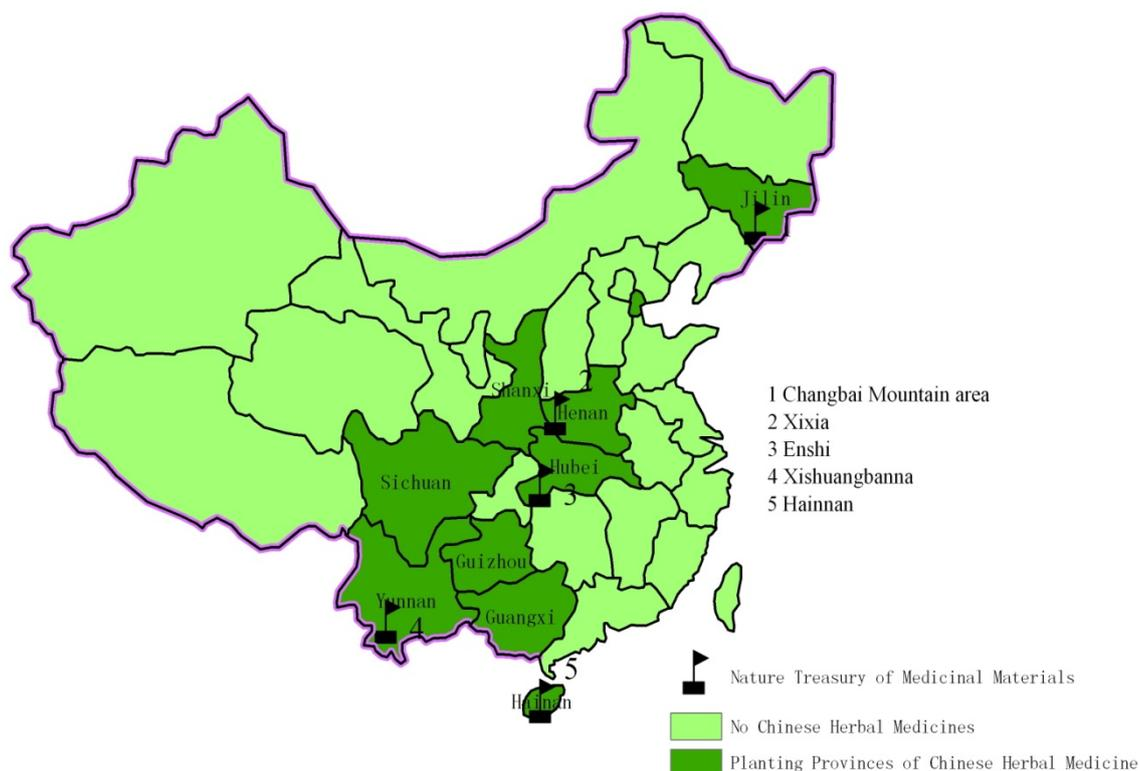 Jilin
1
Shanxi
2
Henan
Hubei
3
Sichuan
Guizhou
Yunnan
4
Guangxi
5
Hainan
1 Changbai Mountain area
2 Xixia
3 Enshi
4 Xishuangbanna
5 Hainnan
Nature Treasury of Medicinal Materials
No Chinese Herbal Medicines
Planting Provinces of Chinese Herbal Medicine